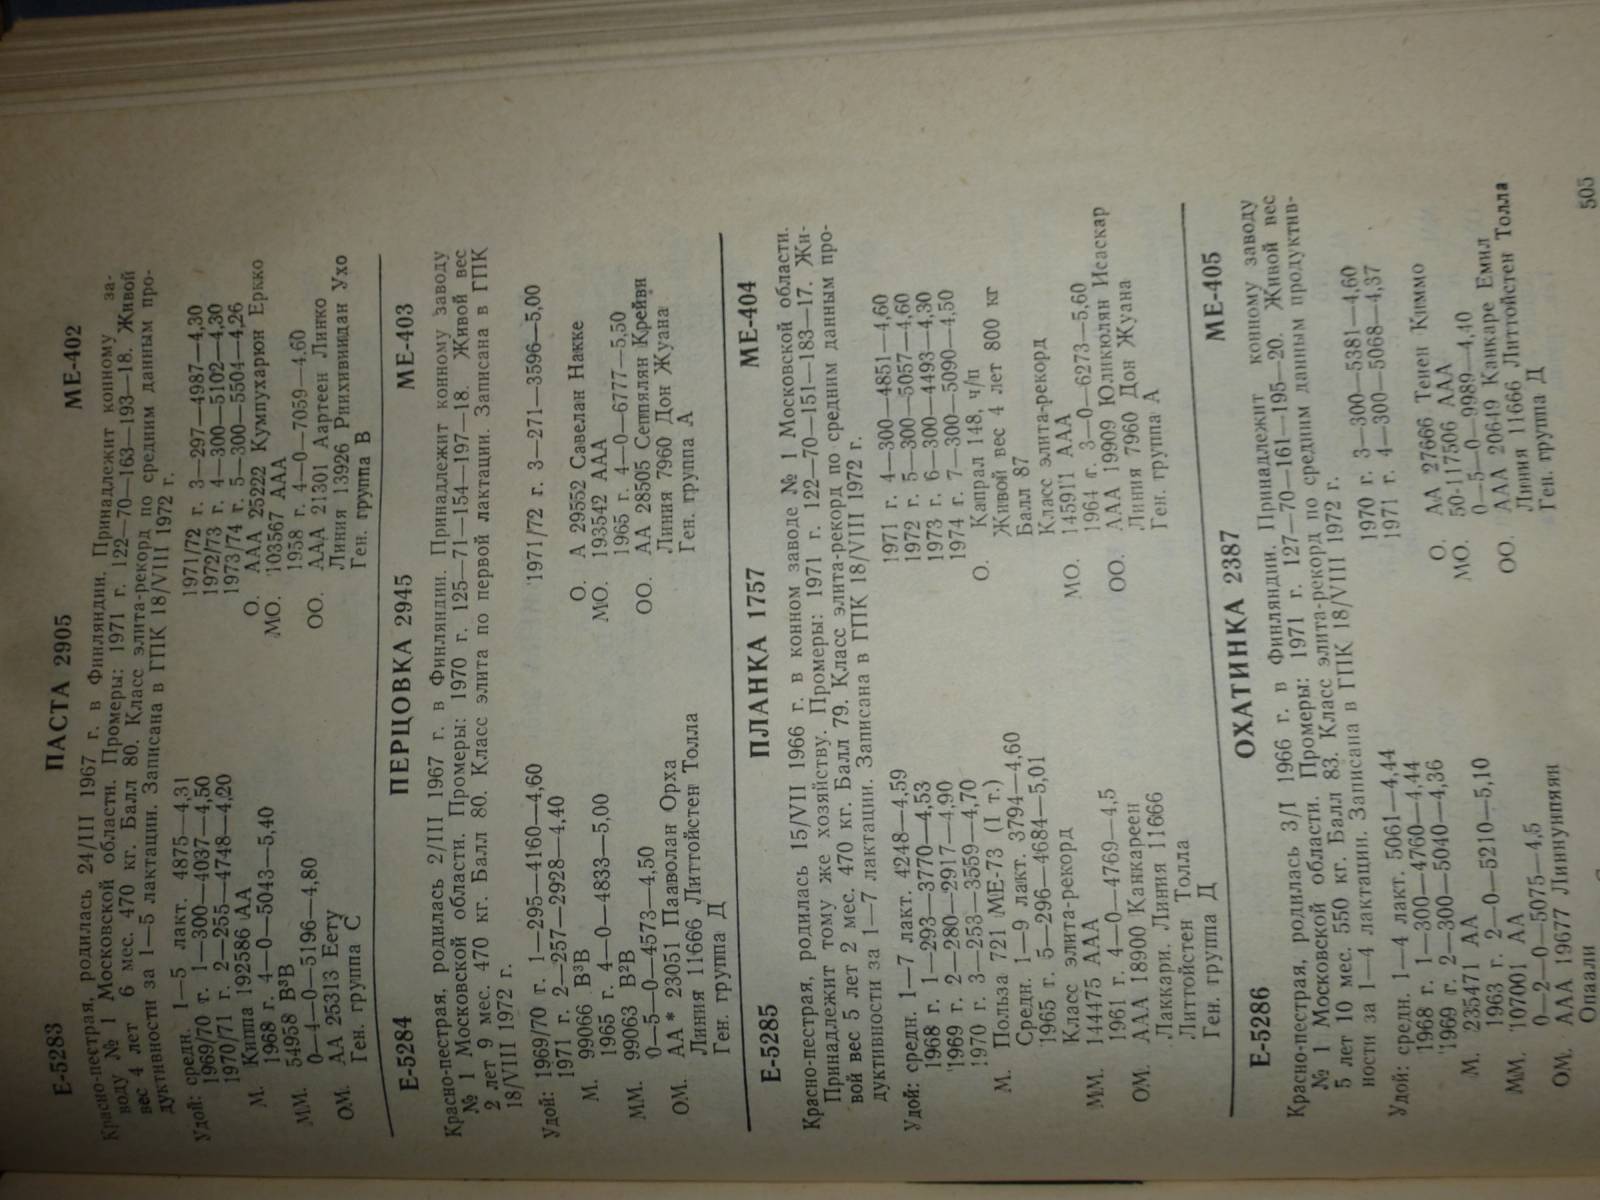 Е-5283 ПАСТА 2905 МЕ-402
Красно-пестрая, родилась 24/III 1967 г. в Финляндии. Принадлежит конному за-
воду № 1 Московской области. Промеры: 1971 г. 122—70—163—193—18. Живой
вес 4 лет 6 мес. 470 кг. Балл 80. Класс элита-рекорд по средним данным про-
дуктивности за 1—5 лактации. Записана в ГПК 18/VIII 1972 г.
Удой: средн. 1—5 лакт. 4875—4,31
1969/70 г. 1—300—4037—4,50
1970/71 г. 2—255—4748—4,20
1971/72 г. 3—297—4987—4,30
1972/73 г. 4—300—5102—4,30
1973/74 г. 5—300—5504—4,26
М. Киппа 192586 АА
1968 г. 4—0—5043—5,40
ММ. 54958 В³В
0—4—0—5196—4,80
ОМ. АА 25313 Еету
Ген. группа С
О. ААА 25222 Кумпухарюн Еркко
МО. 103567 ААА
1958 г. 4—0—7059—4,60
ОО. ААА 21301 Аартен Линко
Линия 13926 Риихивиидан Ухо
Ген. группа В
Е-5284 ПЕРЦОВКА 2945 МЕ-403
Красно-пестрая, родилась 2/III 1967 г. в Финляндии. Принадлежит конному заводу
№ 1 Московской области. Промеры: 1970 г. 125—71—154—197—18. Живой вес
2 лет 9 мес. 470 кг. Балл 80. Класс элита по первой лактации. Записана в ГПК
18/VIII 1972 г.
Удой: 1969/70 г. 1—295—4160—4,60
1971 г. 2—257—2928—4,40
1971/72 г. 3—271—3596—5,00
М. 99066 В³В
1965 г. 4—0—4833—5,00
ММ. 99063 В²В
0—5—0—4573—4,50
ОМ. АА * 23051 Пааволан Орха
Линия 11666 Литтойстен Толла
Ген. группа Д
О. А 29552 Савелан Накке
МО. 193542 ААА
1965 г. 4—0—6777—5,50
ОО. АА 28505 Сеппялян Крейви
Линия 7960 Дон Жуана
Ген. группа А
Е-5285 ПЛАНКА 1757 МЕ-404
Красно-пестрая, родилась 15/VII 1966 г. в конном заводе № 1 Московской области.
Принадлежит тому же хозяйству. Промеры: 1971 г. 122—70—151—183—17. Жи-
вой вес 5 лет 2 мес. 470 кг. Балл 79. Класс элита-рекорд по средним данным про-
дуктивности за 1—7 лактации. Записана в ГПК 18/VIII 1972 г.
Удой: средн. 1—7 лакт. 4248—4,59
1968 г. 1—293—3770—4,53
1969 г. 2—280—2917—4,90
1970 г. 3—253—3559—4,70
1971 г. 4—300—4851—4,60
1972 г. 5—300—5057—4,60
1973 г. 6—300—4493—4,30
1974 г. 7—300—5090—4,50
М. Польза 721 МЕ-73 (I т.)
Средн. 1—9 лакт. 3794—4,60
1965 г. 5—296—4684—5,01
Класс элита-рекорд
ММ. 144475 ААА
1961 г. 4—0—4769—4,5
ОМ. ААА 18900 Канкареен
Лаккари. Линия 11666
Литтойстен Толла
Ген. группа Д
О. Капрал 148, ч/п
Живой вес 4 лет 800 кг
Балл 87
Класс элита-рекорд
МО. 145911 ААА
1964 г. 3—0—6273—5,60
ОО. ААА 19909 Юликюлян Исаскар
Линия 7960 Дон Жуана
Ген. группа А
Е-5286 ОХАТИНКА 2387 МЕ-405
Красно-пестрая, родилась 3/I 1966 г. в Финляндии. Принадлежит конному заводу
№ 1 Московской области. Промеры: 1971 г. 127—70—161—195—20. Живой вес
5 лет 10 мес. 550 кг. Балл 83. Класс элита-рекорд по средним данным продуктив-
ности за 1—4 лактации. Записана в ГПК 18/VIII 1972 г.
Удой: средн. 1—4 лакт. 5061—4,44
1968 г. 1—300—4760—4,44
1969 г. 2—300—5040—4,36
1970 г. 3—300—5381—4,60
1971 г. 4—300—5068—4,37
М. 235471 АА
1963 г. 2—0—5210—5,10
ММ. 107001 АА
0—2—0—5075—4,5
ОМ. ААА 19677 Линнунпяян
Опаали
О. АА 27666 Тенен Киммо
МО. 50-117506 ААА
0—5—0—9989—4,40
ОО. ААА 20649 Канкаре Емил
Линия 11666 Литтойстен Толла
Ген. группа Д
505